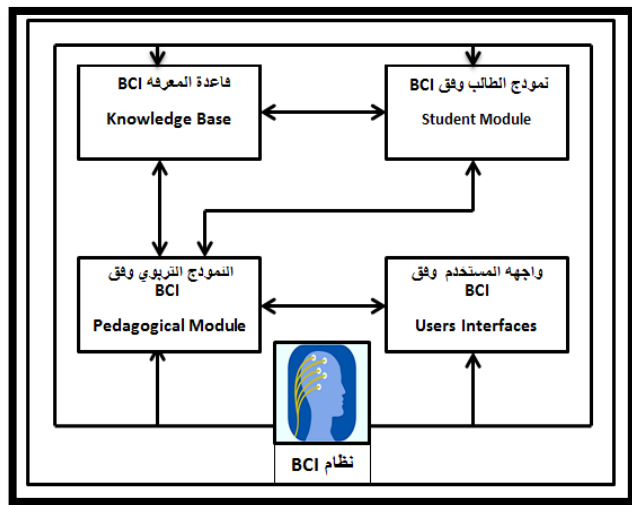 قاعدة المعرفه BCI
Knowledge Base
نموذج الطالب وفق BCI
Student Module
النموذج التربوي وفق
BCI
Pedagogical Module
واجهه المستخدم وفق
BCI
Users Interfaces
نظام BCI